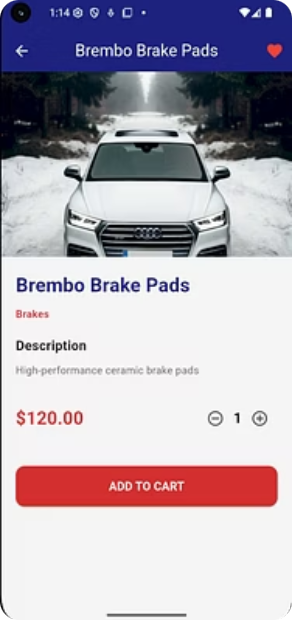 1:14
Brembo Brake Pads
Brembo Brake Pads
Brakes
Description
High-performance ceramic brake pads
$120.00
1
ADD TO CART